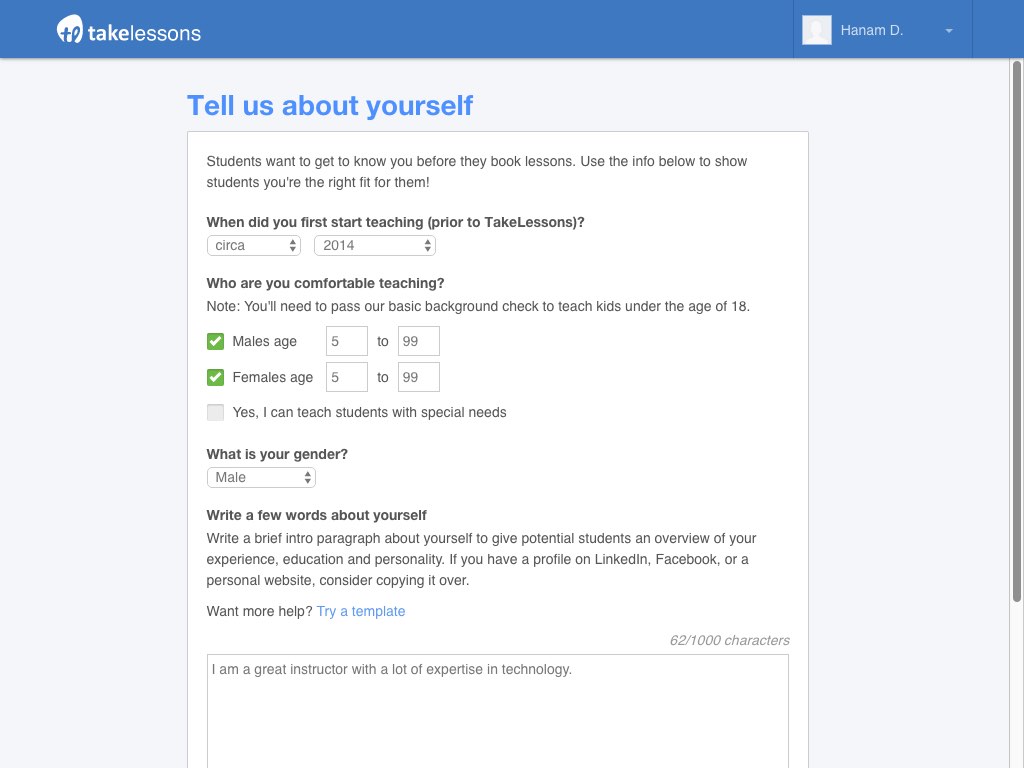 takelessons
Hanam D.
Tell us about yourself
Students want to get to know you before they book lessons. Use the info below to show
students you're the right fit for them!
When did you first start teaching (prior to TakeLessons)?
circa 2014
Who are you comfortable teaching?
Note: You'll need to pass our basic background check to teach kids under the age of 18.
Males age 5 to 99
Females age 5 to 99
Yes, I can teach students with special needs
What is your gender?
Male
Write a few words about yourself
Write a brief intro paragraph about yourself to give potential students an overview of your
experience, education and personality. If you have a profile on LinkedIn, Facebook, or a
personal website, consider copying it over.
Want more help? Try a template
62/1000 characters
I am a great instructor with a lot of expertise in technology.